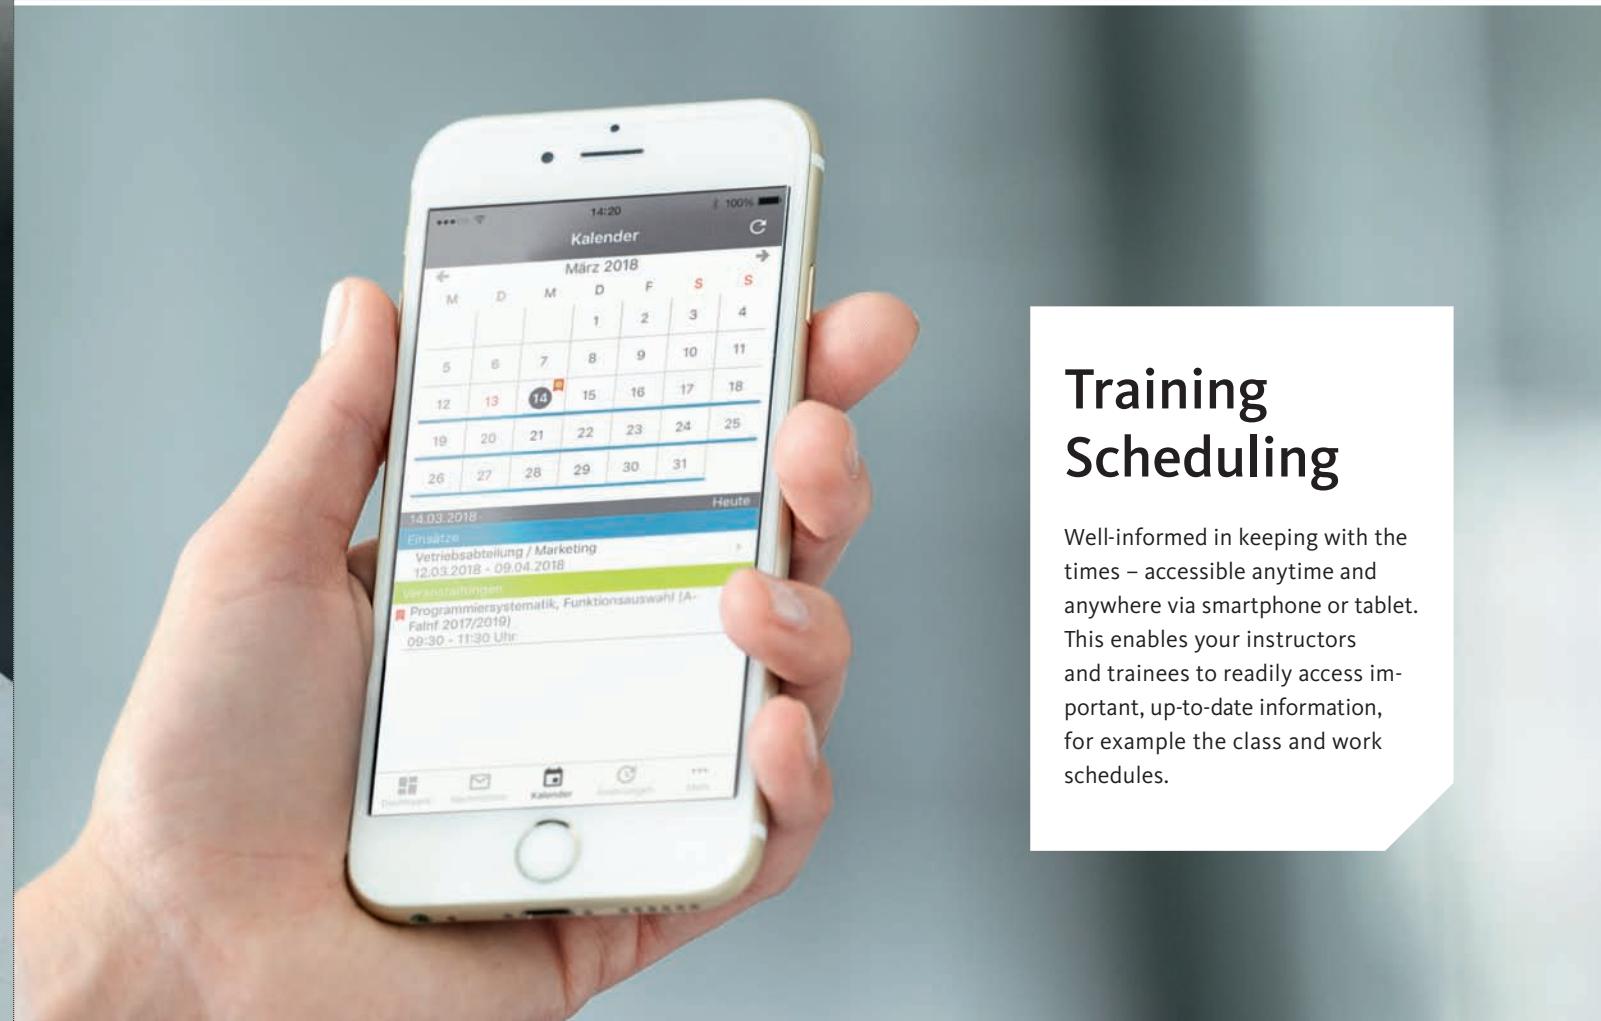 14:20
100%
Kalender
März 2018
M D M D F S S
1 2 3 4
5 6 7 8 9 10 11
12 13 14 15 16 17 18
19 20 21 22 23 24 25
26 27 28 29 30 31
14.03.2018 Heute
Einsätze
Vetriebsabteilung / Marketing
12.03.2018 - 09.04.2018
Veranstaltungen
Programmiersystematik, Funktionsauswahl (A-
FaInf 2017/2019)
09:30 - 11:30 Uhr
Kalender
Training
Scheduling
Well-informed in keeping with the
times – accessible anytime and
anywhere via smartphone or tablet.
This enables your instructors
and trainees to readily access im-
portant, up-to-date information,
for example the class and work
schedules.